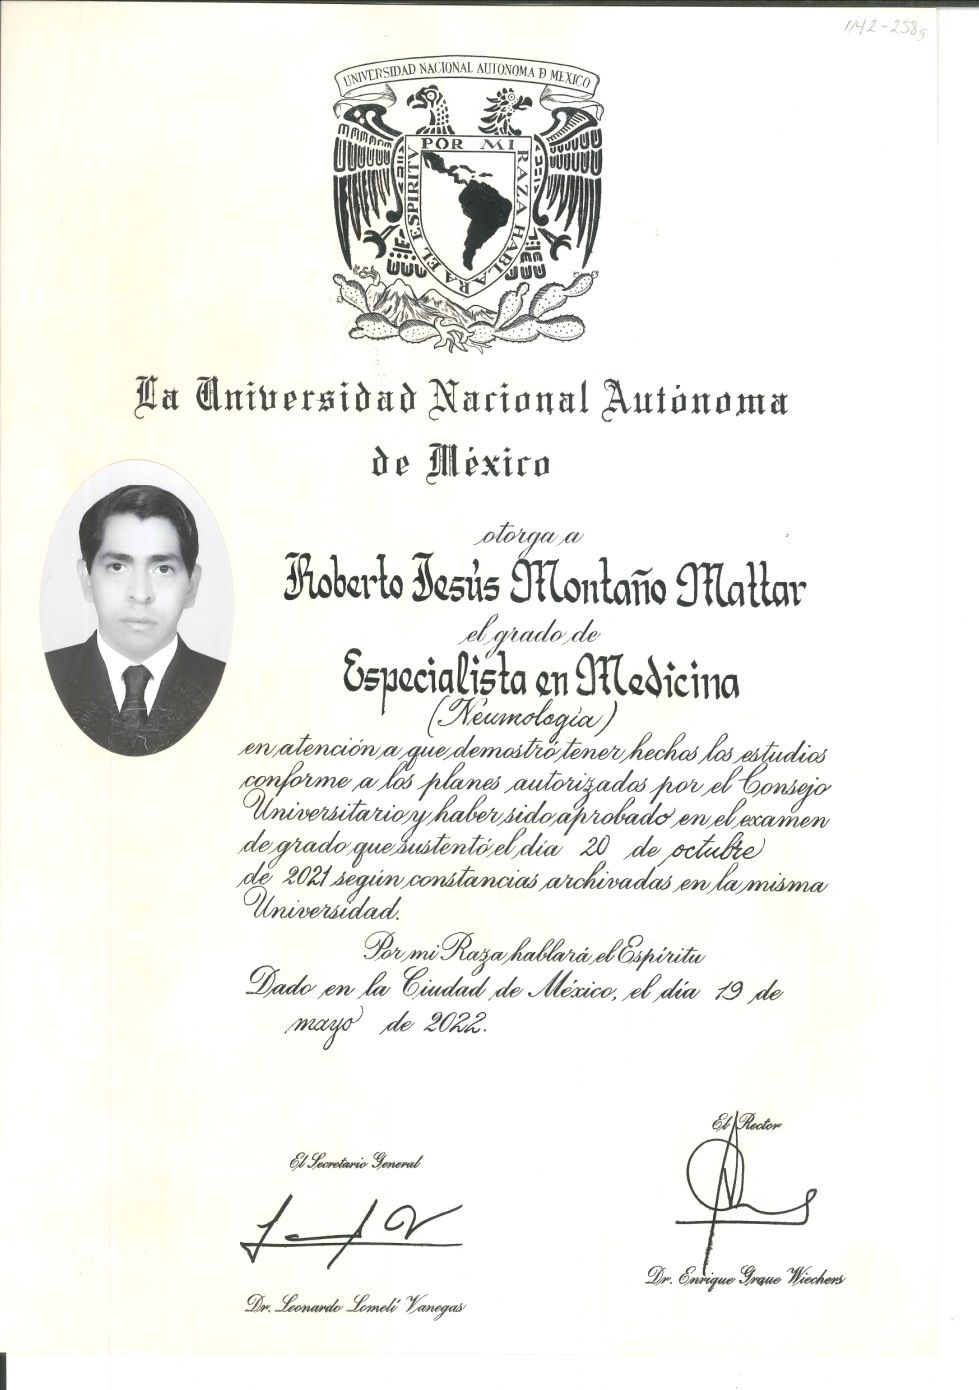 1142-258g
UNIVERSIDAD NACIONAL AUTONOMA D MEXICO
POR MI RAZA HABLARA EL ESPIRITU
La Universidad Nacional Autónoma
de México
otorga a
Roberto Jesús Montaño Mattar
el grado de
Especialista en Medicina
(Neumología)
en atención a que demostró tener hechos los estudios
conforme a los planes autorizados por el Consejo
Universitario y haber sido aprobado en el examen
de grado que sustentó el día 20 de octubre
de 2021 según constancias archivadas en la misma
Universidad.
Por mi Raza hablará el Espíritu
Dado en la Ciudad de México, el día 19 de
mayo de 2022.
El Rector
El Secretario General
Dr. Enrique Graue Wiechers
Dr. Leonardo Lomelí Vanegas